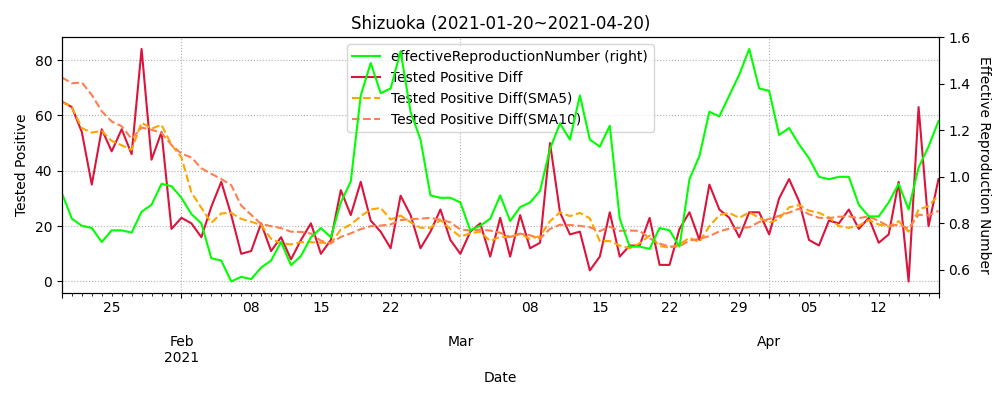 Shizuoka (2021-01-20~2021-04-20)
effectiveReproductionNumber (right)
Tested Positive Diff
Tested Positive Diff(SMA5)
Tested Positive Diff(SMA10)
Tested Positive
80
60
40
20
0
1.6
1.4
1.2
1.0
0.8
0.6
Effective Reproduction Number
25 08 15 22 08 15 22 29 05 12
Feb Mar Apr
2021
Date